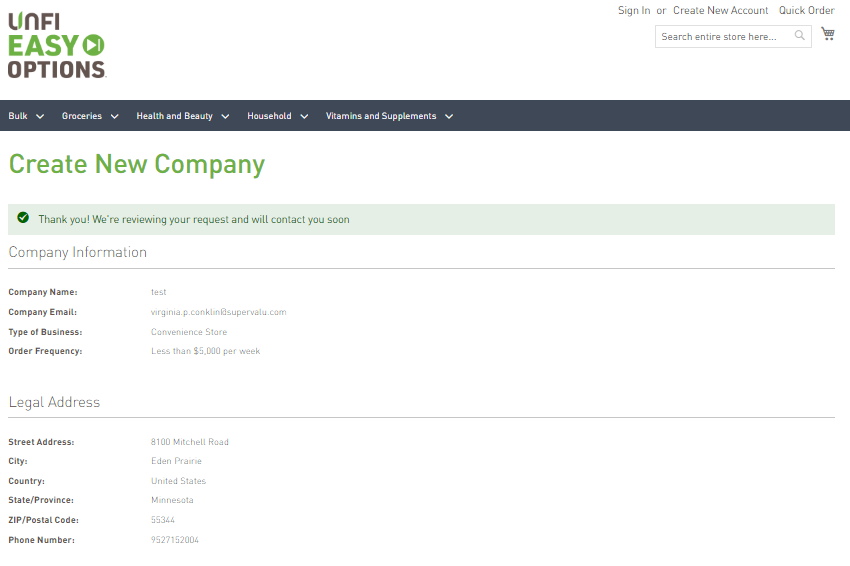 UNFI
EASY
OPTIONS.
Sign In or Create New Account Quick Order
Search entire store here...
Bulk Groceries Health and Beauty Household Vitamins and Supplements
Create New Company
Thank you! We're reviewing your request and will contact you soon
Company Information
Company Name: test
Company Email: virginia.p.conklin@supervalu.com
Type of Business: Convenience Store
Order Frequency: Less than $5,000 per week
Legal Address
Street Address: 8100 Mitchell Road
City: Eden Prairie
Country: United States
State/Province: Minnesota
ZIP/Postal Code: 55344
Phone Number: 9527152004